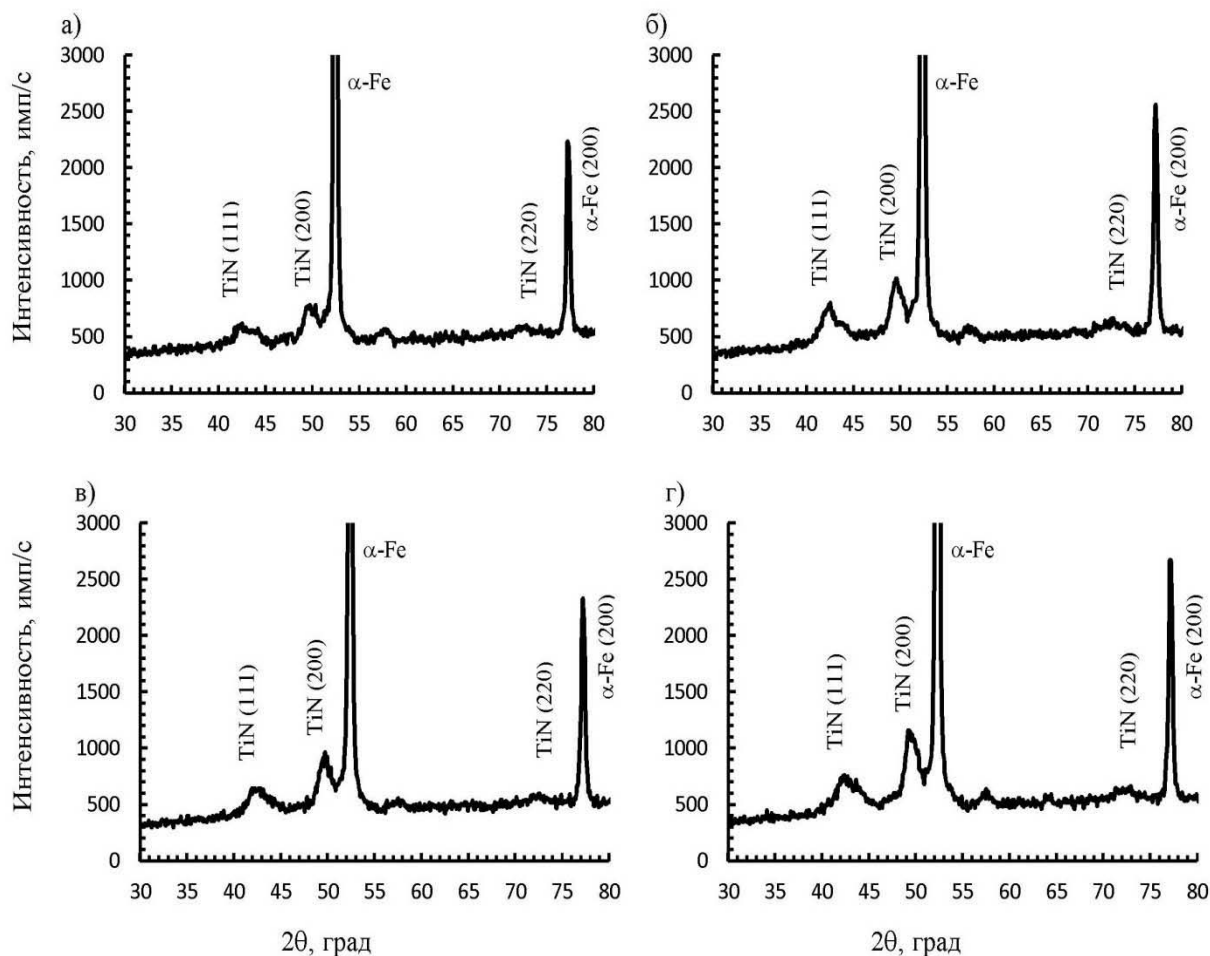 а)
3000
2500
2000
1500
1000
500
0
Интенсивность, имп/с
TiN (111)
TiN (200)
α-Fe
TiN (220)
α-Fe (200)
30 35 40 45 50 55 60 65 70 75 80
б)
3000
2500
2000
1500
1000
500
0
TiN (111)
TiN (200)
α-Fe
TiN (220)
α-Fe (200)
30 35 40 45 50 55 60 65 70 75 80
в)
3000
2500
2000
1500
1000
500
0
Интенсивность, имп/с
TiN (111)
TiN (200)
α-Fe
TiN (220)
α-Fe (200)
30 35 40 45 50 55 60 65 70 75 80
2θ, град
г)
3000
2500
2000
1500
1000
500
0
TiN (111)
TiN (200)
α-Fe
TiN (220)
α-Fe (200)
30 35 40 45 50 55 60 65 70 75 80
2θ, град